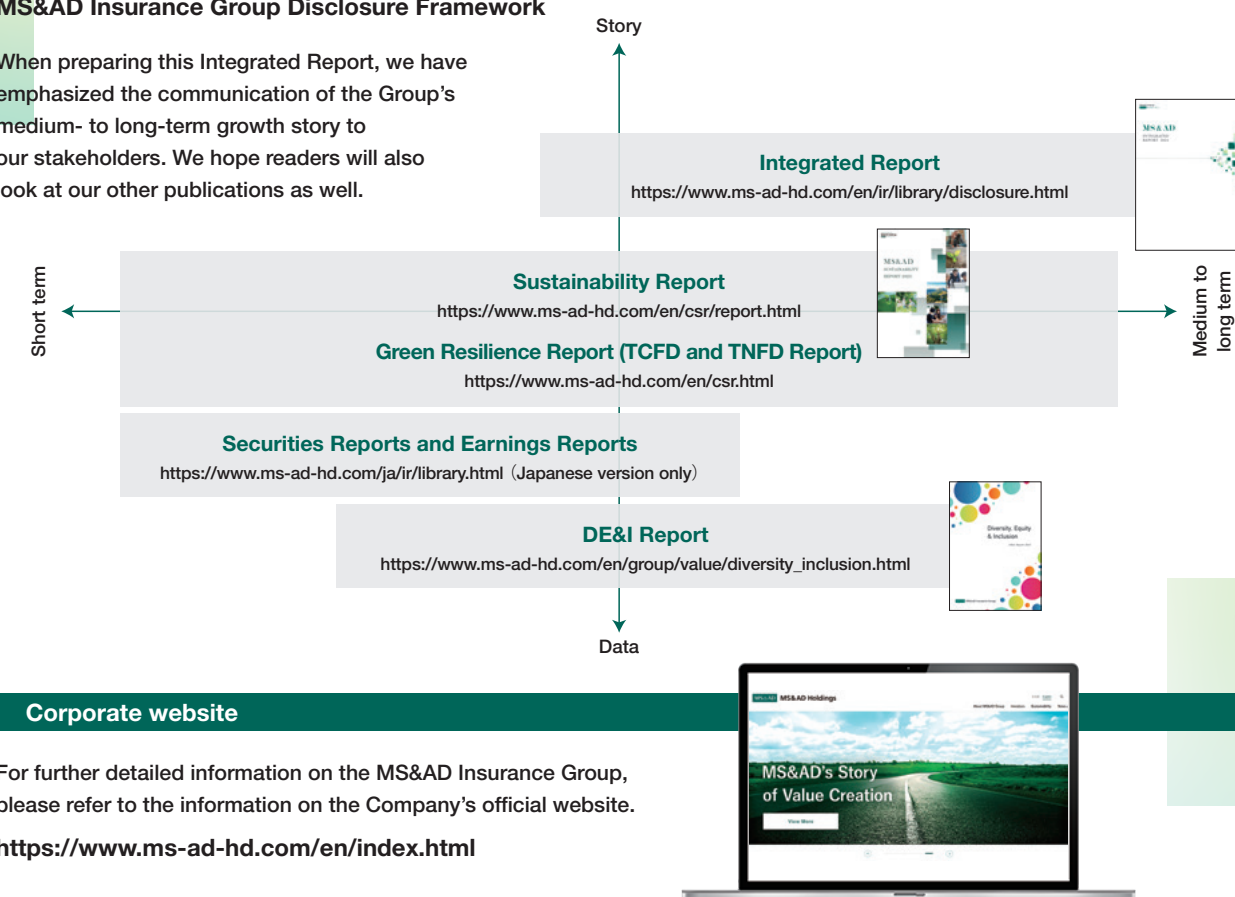 MS&AD Insurance Group Disclosure Framework
When preparing this Integrated Report, we have
emphasized the communication of the Group's
medium- to long-term growth story to
our stakeholders. We hope readers will also
look at our other publications as well.
Story
Integrated Report
https://www.ms-ad-hd.com/en/ir/library/disclosure.html
MS&AD
Short term
Sustainability Report
https://www.ms-ad-hd.com/en/csr/report.html
Green Resilience Report (TCFD and TNFD Report)
https://www.ms-ad-hd.com/en/csr.html
MS&AD
SUSTAINABILITY
Medium to
long term
Securities Reports and Earnings Reports
https://www.ms-ad-hd.com/ja/ir/library.html（Japanese version only）
DE&I Report
https://www.ms-ad-hd.com/en/group/value/diversity_inclusion.html
Diversity, Equity
& Inclusion
Data
Corporate website
For further detailed information on the MS&AD Insurance Group,
please refer to the information on the Company's official website.
https://www.ms-ad-hd.com/en/index.html
MS&AD Holdings
MS&AD's Story
of Value Creation
View More